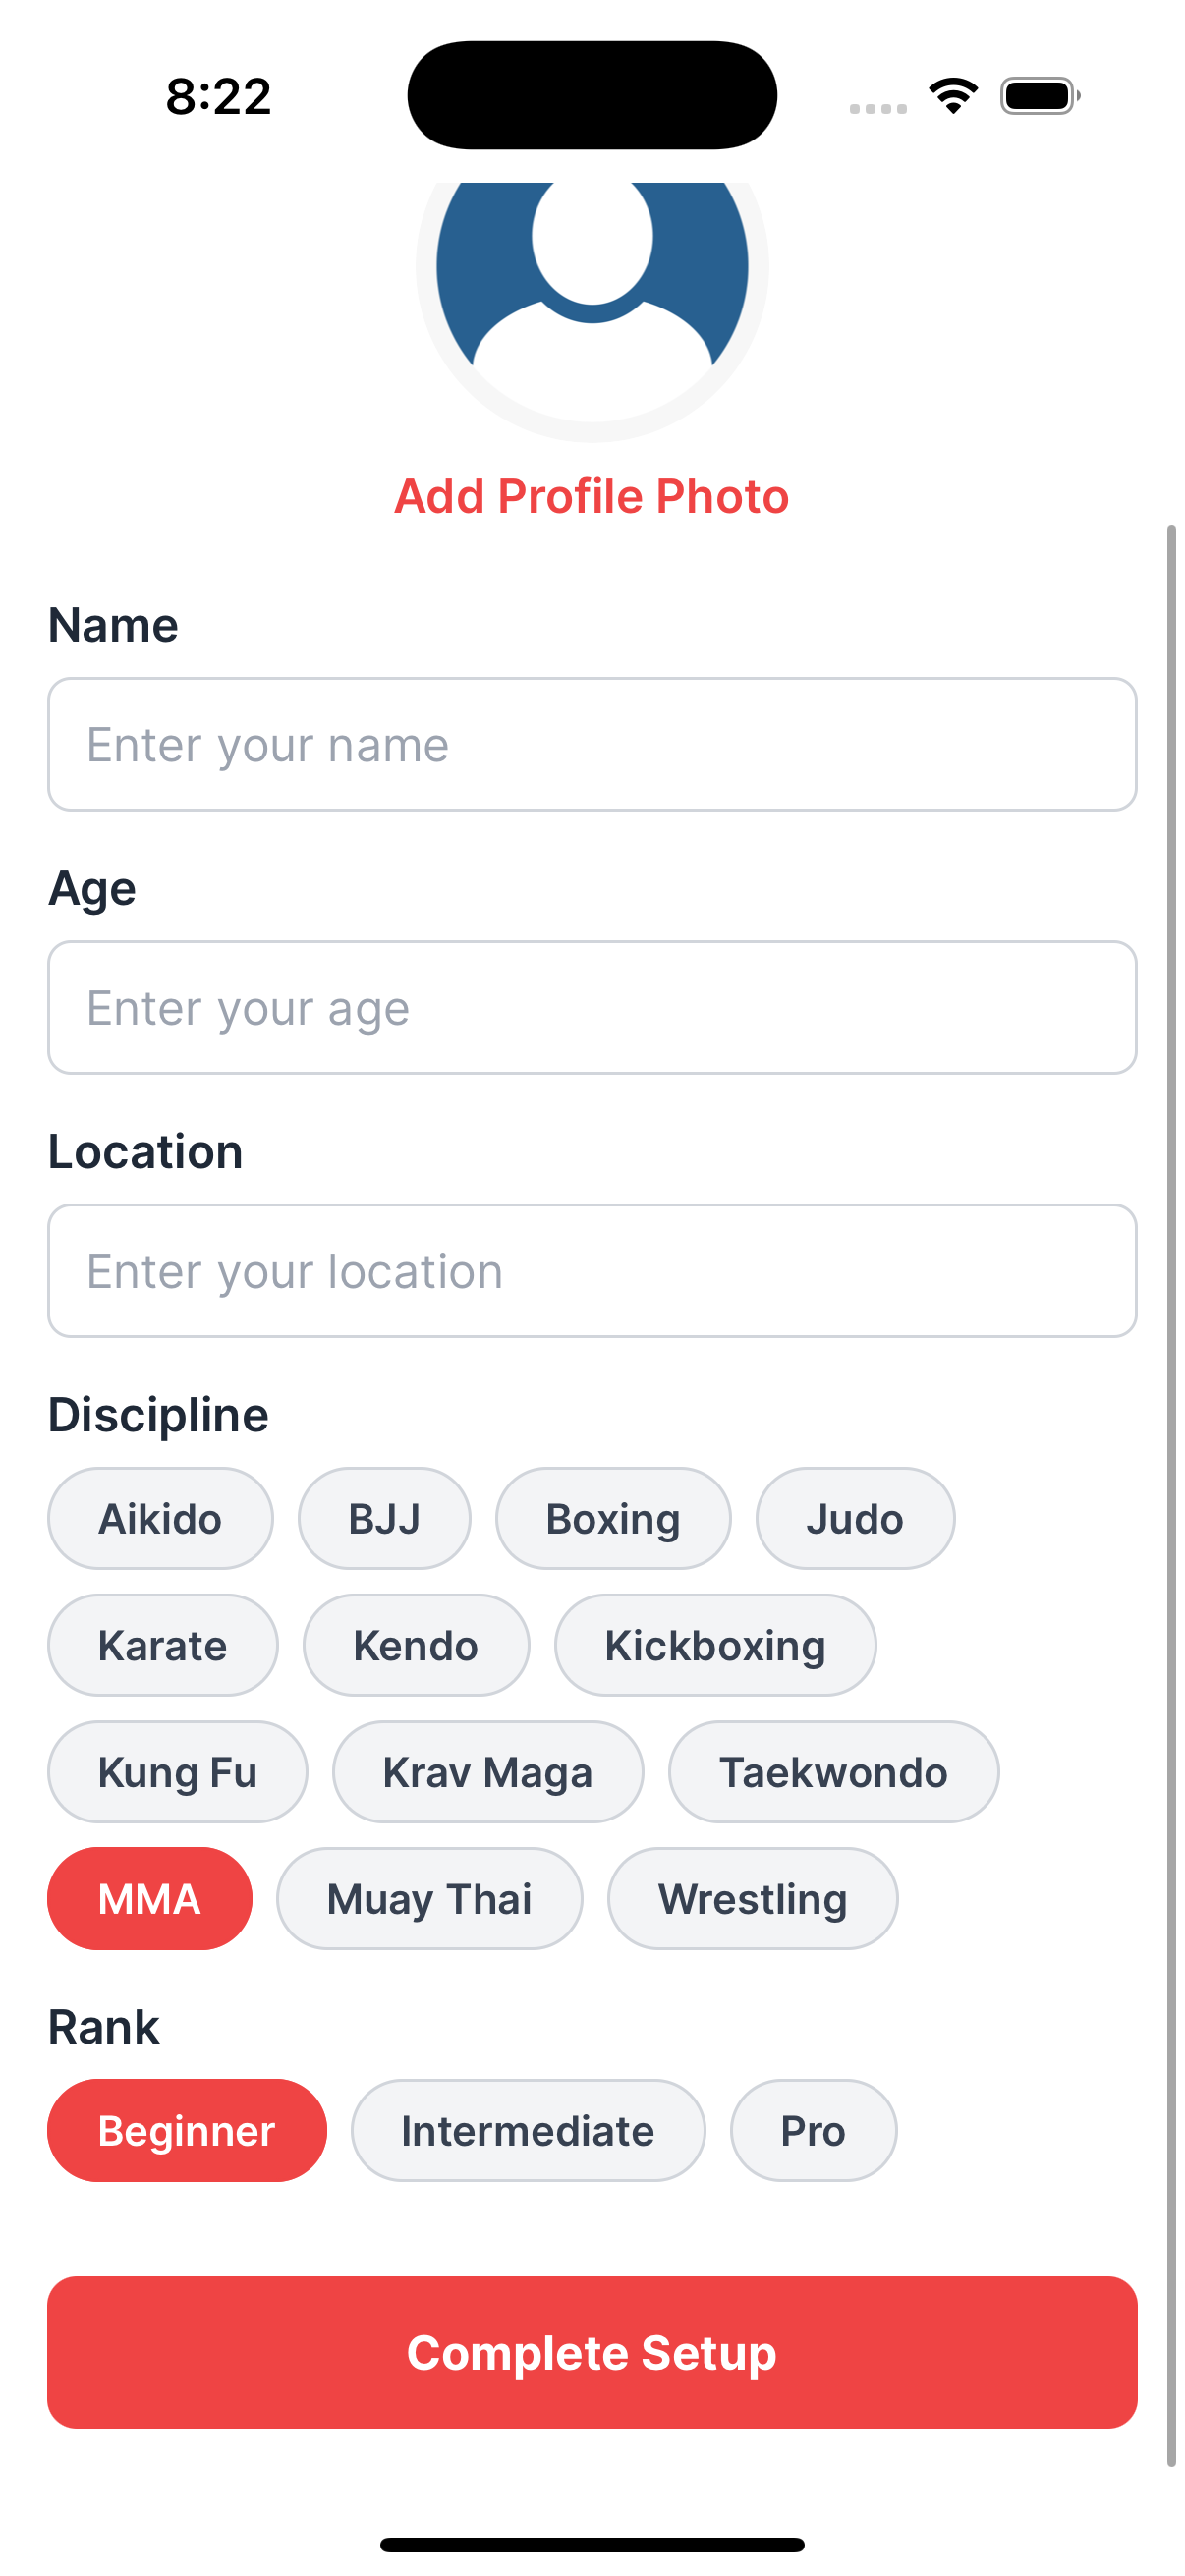 8:22
Add Profile Photo
Name
Enter your name
Age
Enter your age
Location
Enter your location
Discipline
Aikido BJJ Boxing Judo
Karate Kendo Kickboxing
Kung Fu Krav Maga Taekwondo
MMA Muay Thai Wrestling
Rank
Beginner Intermediate Pro
Complete Setup